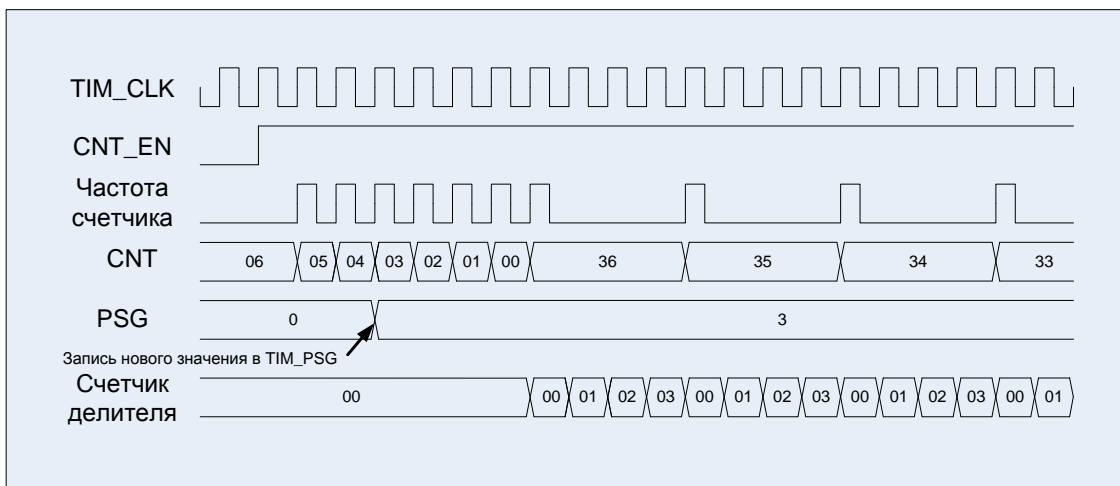 TIM_CLK
CNT_EN
Частота
счетчика
CNT
06 05 04 03 02 01 00 36 35 34 33
PSG
0 3
Запись нового значения в TIM_PSG
Счетчик
делителя
00 00 01 02 03 00 01 02 03 00 01 02 03 00 01